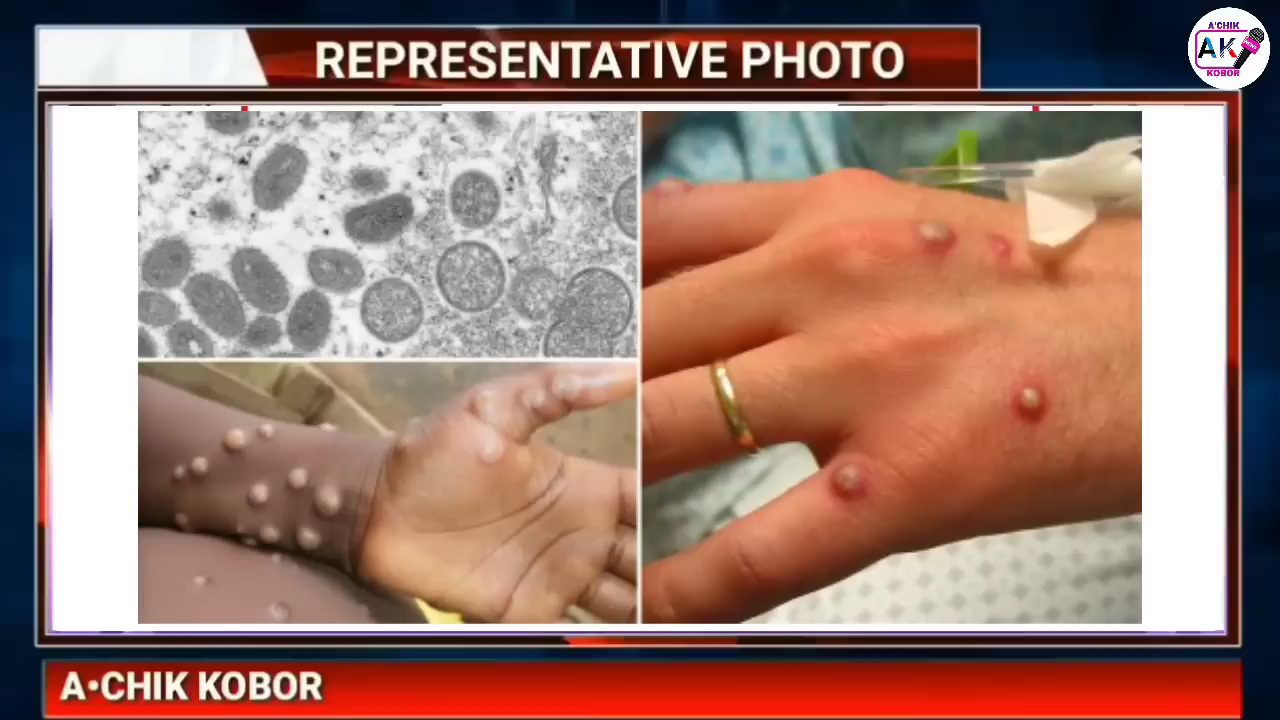 REPRESENTATIVE PHOTO
A'CHIK
AK
KOBOR
A•CHIK KOBOR